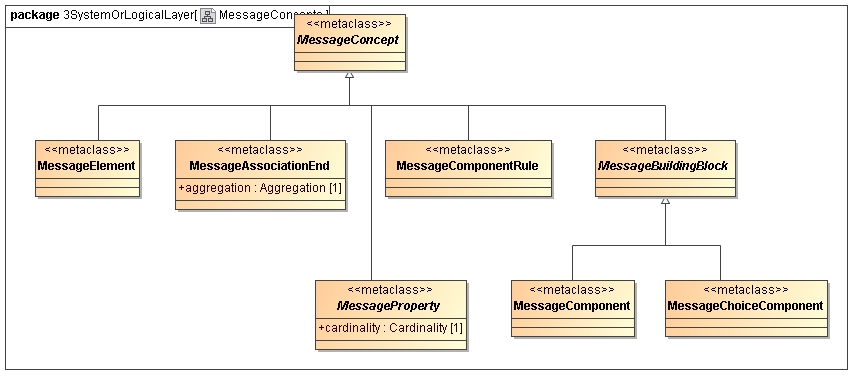 package 3SystemOrLogicalLayer[ MessageConcepts ]
<<metaclass>>
MessageConcept
<<metaclass>>
MessageElement
<<metaclass>>
MessageAssociationEnd
+aggregation : Aggregation [1]
<<metaclass>>
MessageComponentRule
<<metaclass>>
MessageBuildingBlock
<<metaclass>>
MessageProperty
+cardinality : Cardinality [1]
<<metaclass>>
MessageComponent
<<metaclass>>
MessageChoiceComponent